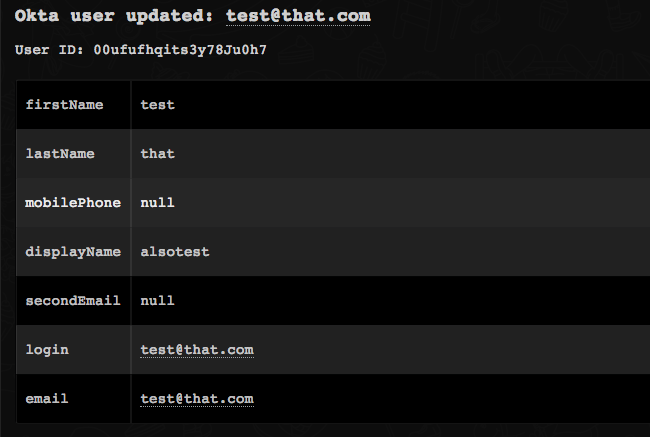 Okta user updated: test@that.com
User ID: 00ufufhqits3y78Ju0h7
firstName test
lastName that
mobilePhone null
displayName alsotest
secondEmail null
login test@that.com
email test@that.com